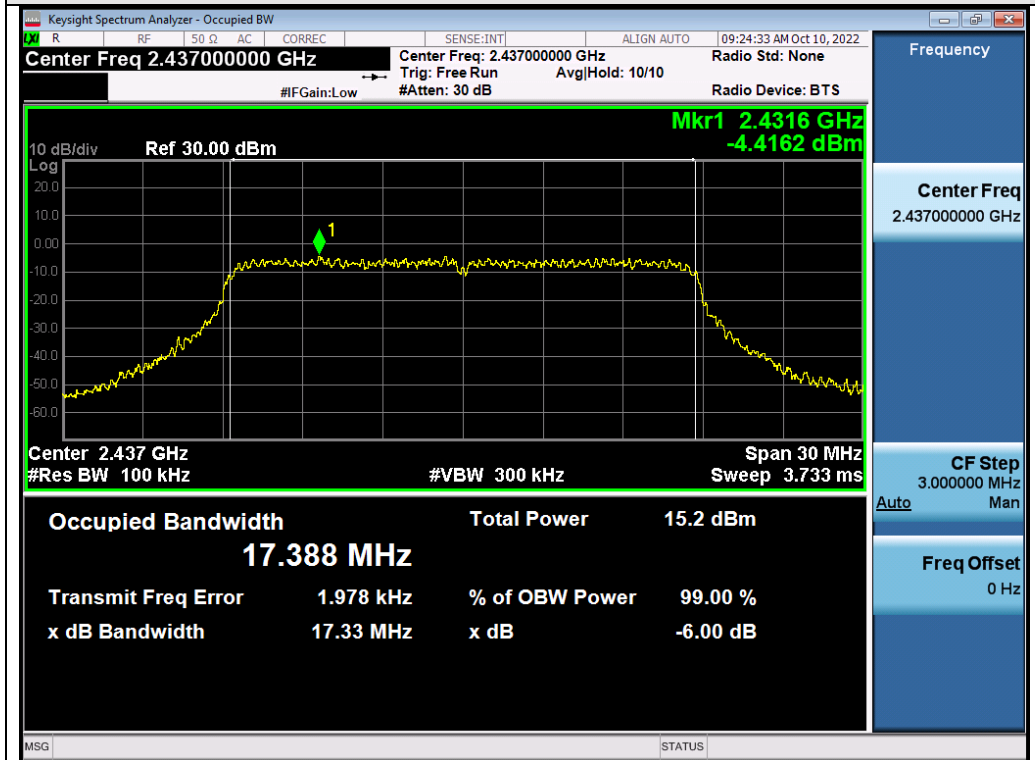 Keysight Spectrum Analyzer - Occupied BW
LXI R RF 50 Ω AC CORREC SENSE:INT ALIGN AUTO 09:24:33 AM Oct 10, 2022
Center Freq 2.437000000 GHz
Center Freq: 2.437000000 GHz Radio Std: None
Trig: Free Run Avg|Hold: 10/10
#IFGain:Low #Atten: 30 dB Radio Device: BTS
Frequency
Mkr1 2.4316 GHz
-4.4162 dBm
10 dB/div Ref 30.00 dBm
Log
20.0
10.0
0.00
-10.0
-20.0
-30.0
-40.0
-50.0
-60.0
1
Center 2.437 GHz Span 30 MHz
#Res BW 100 kHz #VBW 300 kHz Sweep 3.733 ms
Center Freq
2.437000000 GHz
CF Step
3.000000 MHz
Auto Man
Freq Offset
0 Hz
Occupied Bandwidth Total Power 15.2 dBm
17.388 MHz
Transmit Freq Error 1.978 kHz % of OBW Power 99.00 %
x dB Bandwidth 17.33 MHz x dB -6.00 dB
MSG STATUS